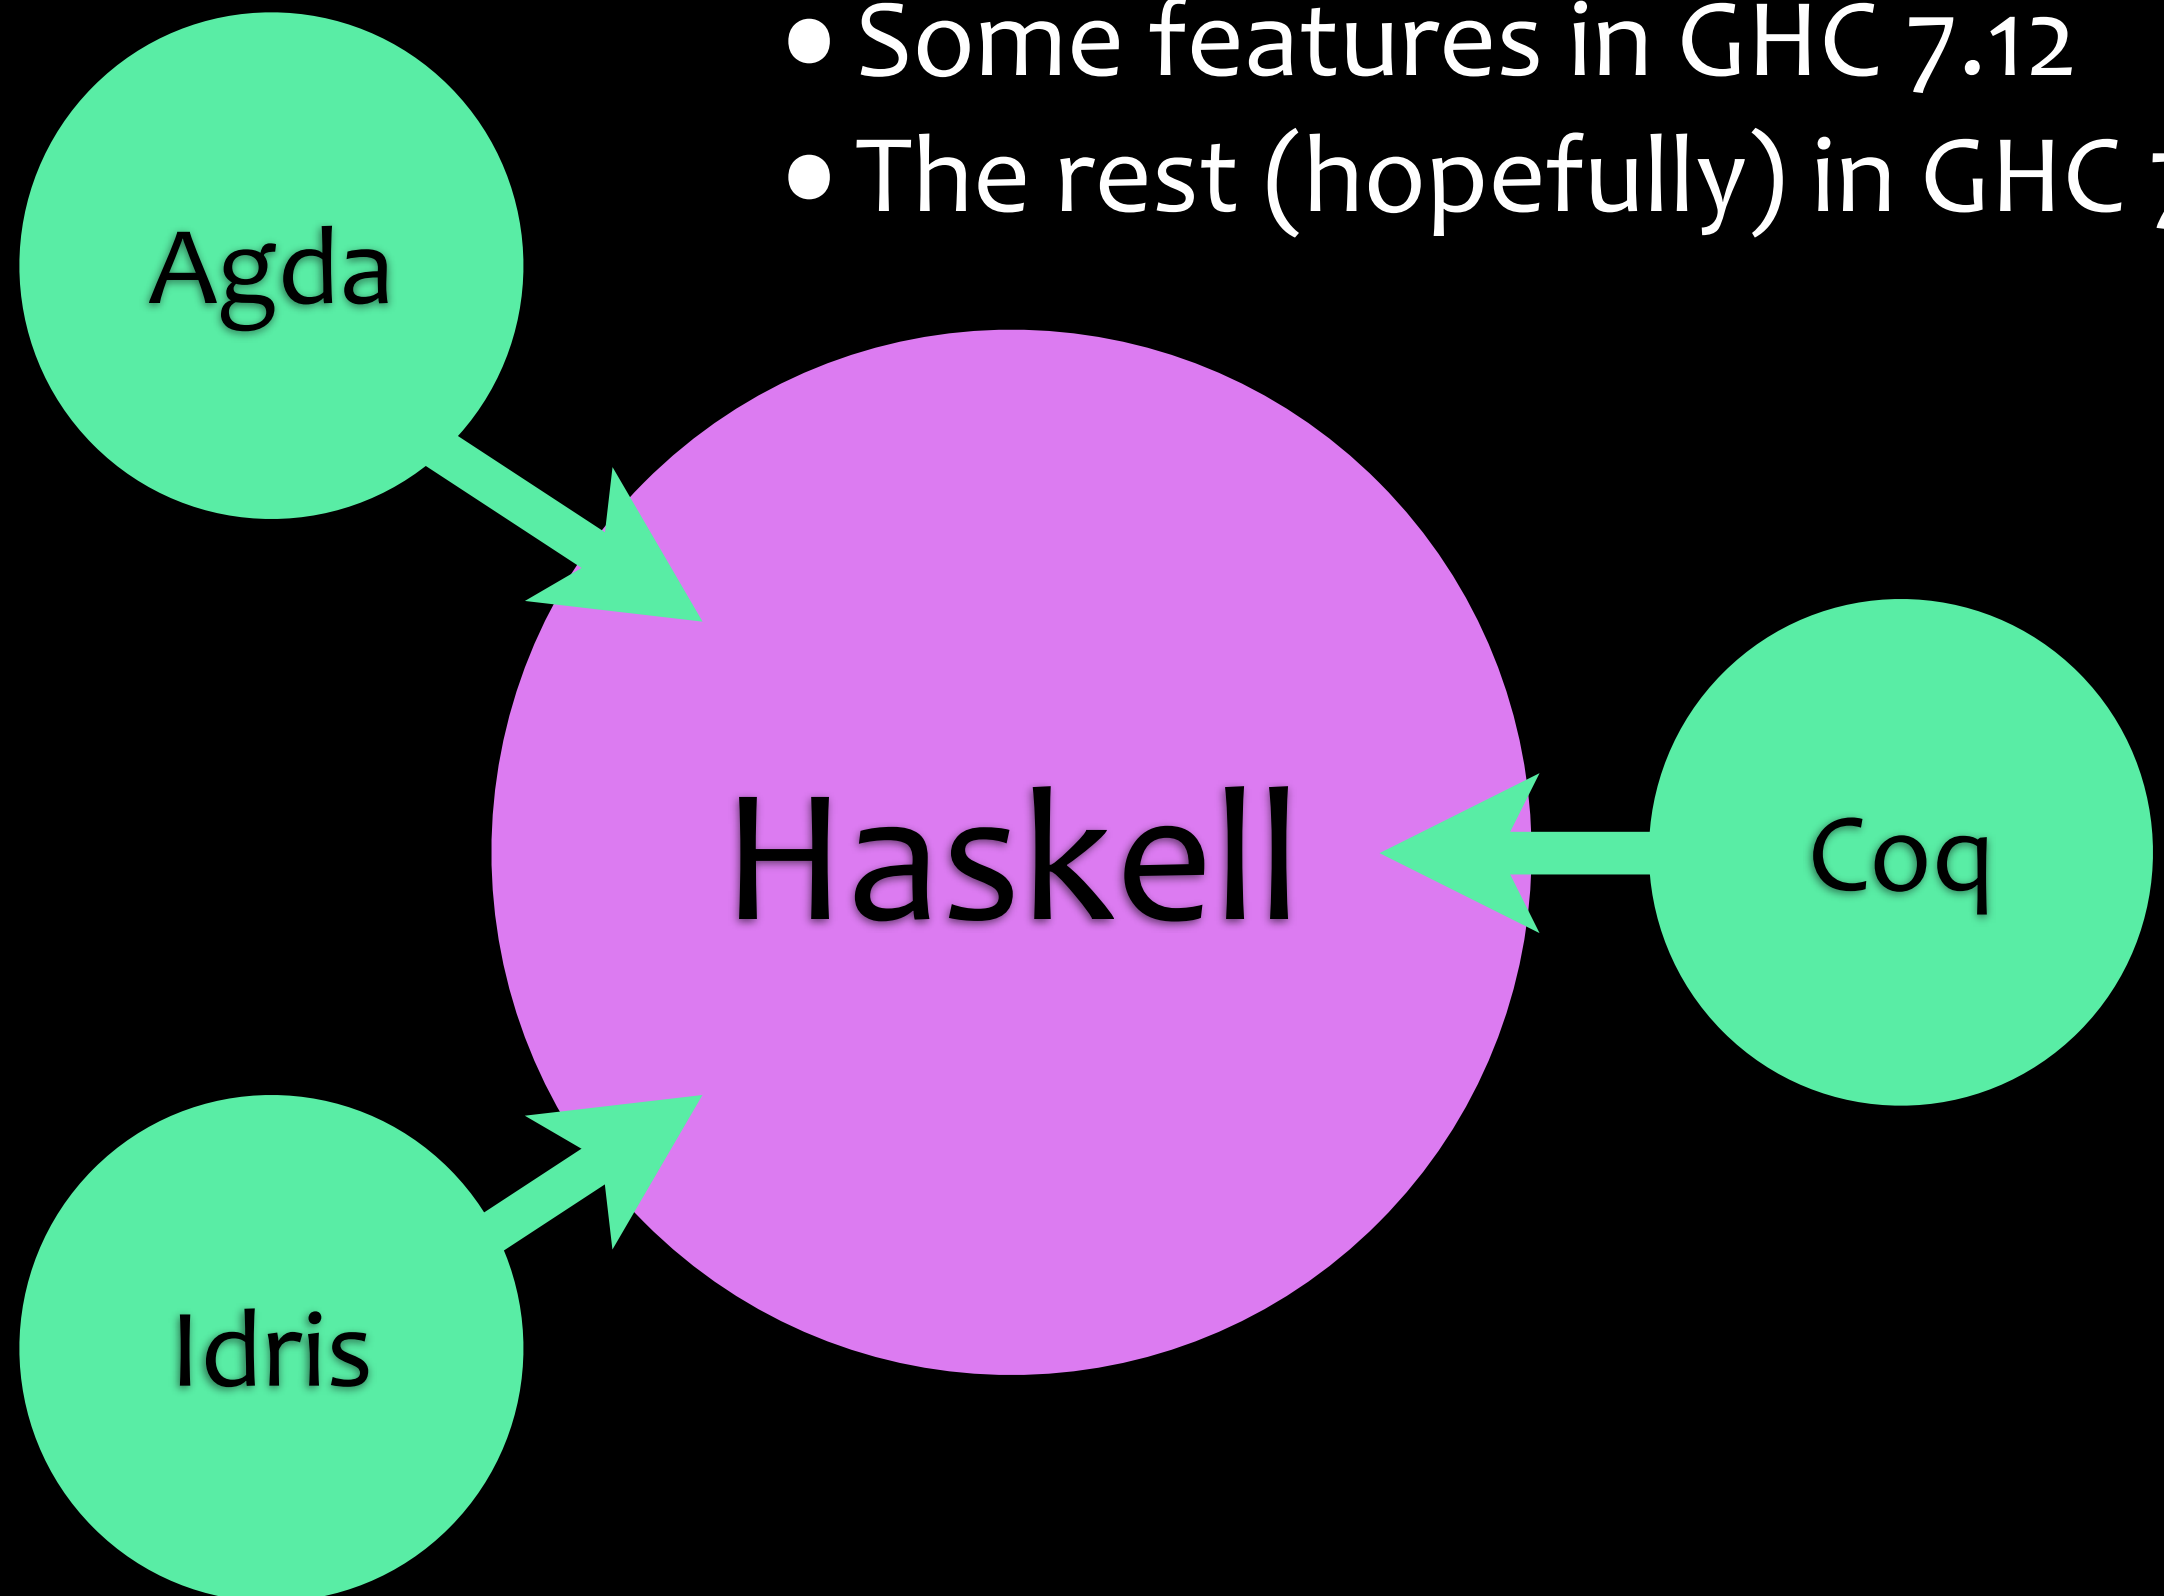 • Some features in GHC 7.12
• The rest (hopefully) in GHC
Agda
Haskell
Coq
Idris